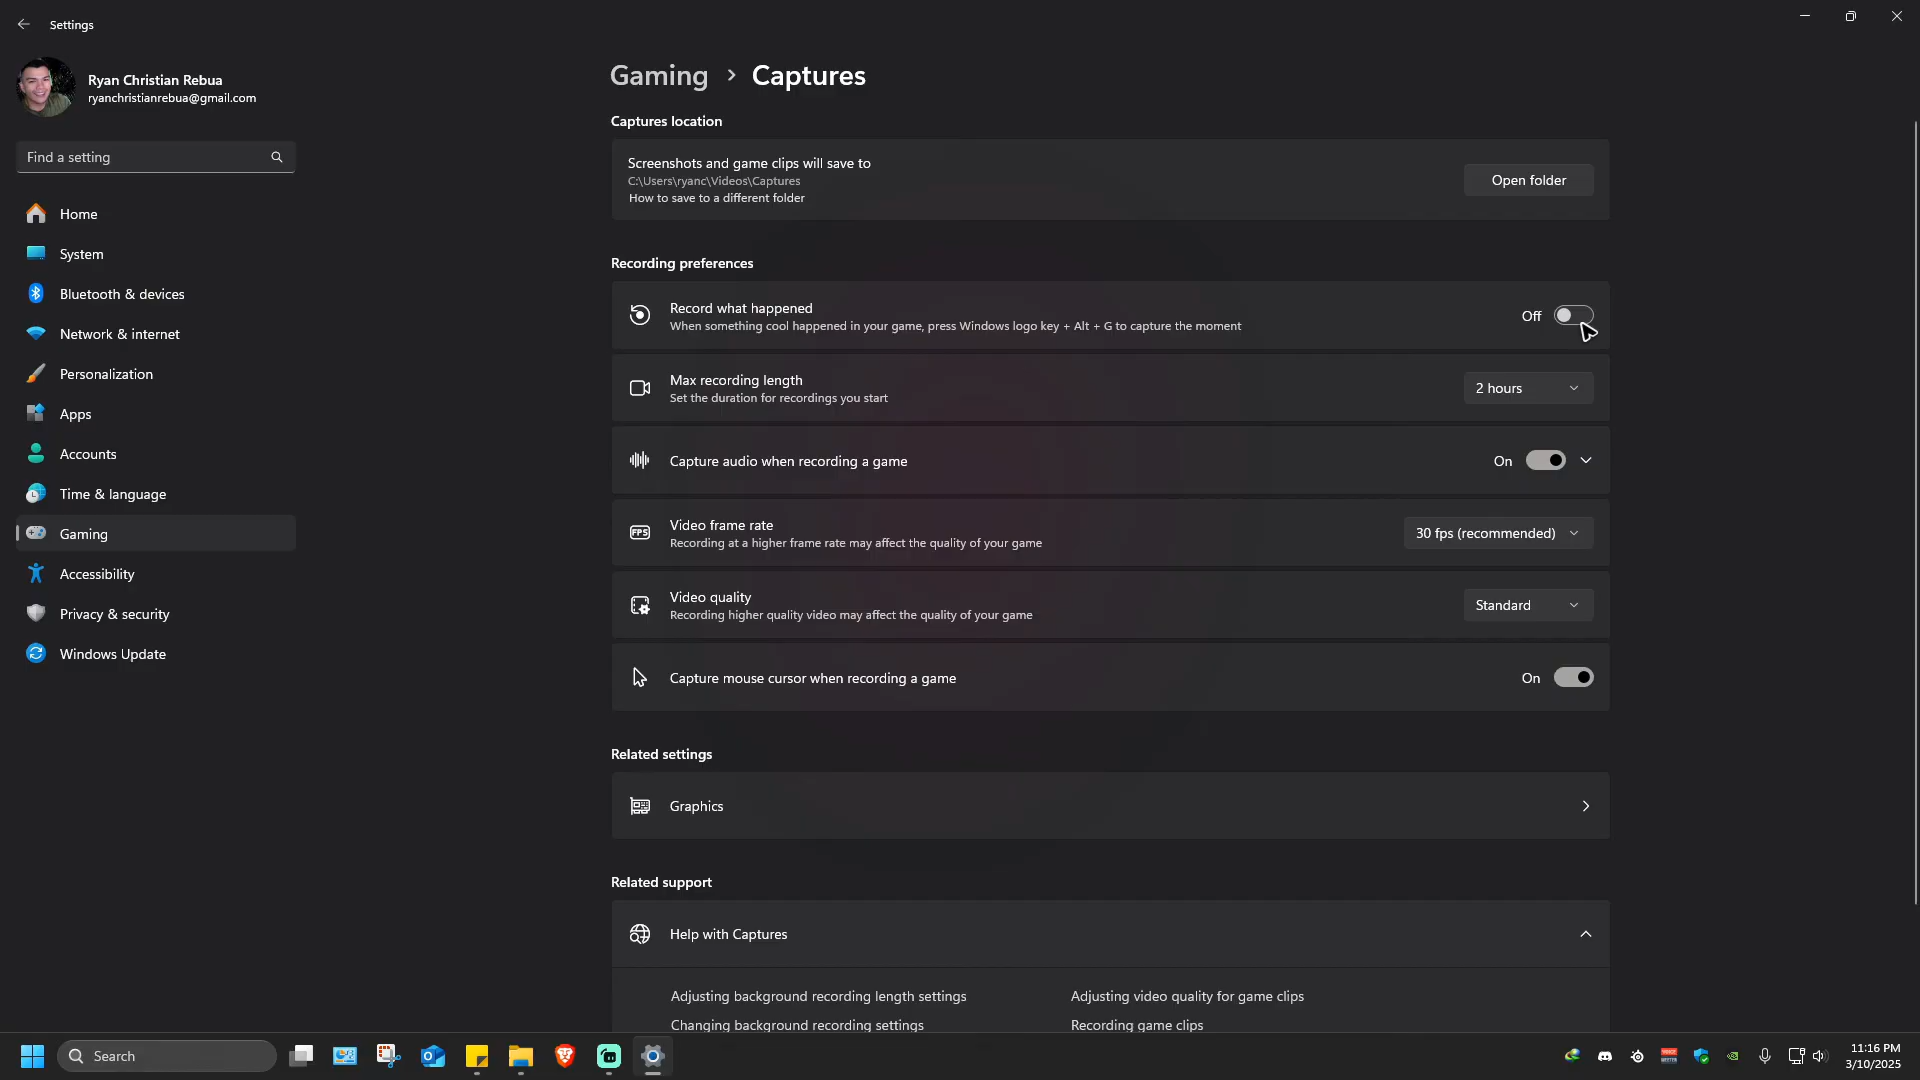 Settings
Ryan Christian Rebua
ryanchristianrebua@gmail.com
Find a setting
Home
System
Bluetooth & devices
Network & internet
Personalization
Apps
Accounts
Time & language
Gaming
Accessibility
Privacy & security
Windows Update
Gaming > Captures
Captures location
Screenshots and game clips will save to
C:\Users\ryanc\Videos\Captures
How to save to a different folder
Open folder
Recording preferences
Record what happened
When something cool happened in your game, press Windows logo key + Alt + G to capture the moment
Off
Max recording length
Set the duration for recordings you start
2 hours
Capture audio when recording a game
On
FPS
Video frame rate
Recording at a higher frame rate may affect the quality of your game
30 fps (recommended)
Video quality
Recording higher quality video may affect the quality of your game
Standard
Capture mouse cursor when recording a game
On
Related settings
Graphics
Related support
Help with Captures
Adjusting background recording length settings
Adjusting video quality for game clips
Changing background recording settings
Recording game clips
Search
11:16 PM
3/10/2025